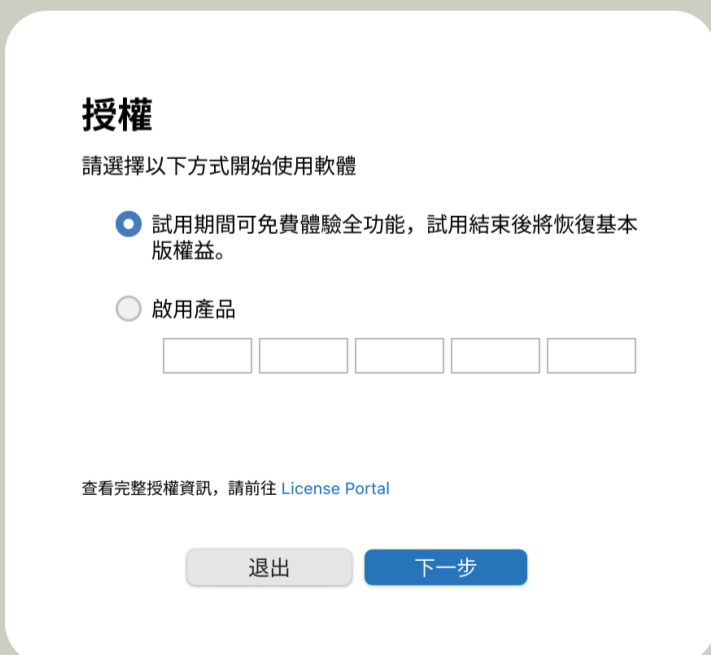 授權
請選擇以下方式開始使用軟體
試用期間可免費體驗全功能，試用結束後將恢復基本
版權益。
啟用產品
查看完整授權資訊，請前往 License Portal
退出
下一步